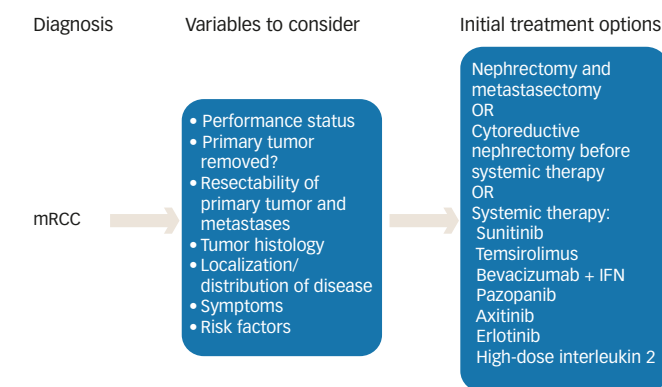 Diagnosis
Variables to consider
Initial treatment options
mRCC
• Performance status
• Primary tumor
removed?
• Resectability of
primary tumor and
metastases
• Tumor histology
• Localization/
distribution of disease
• Symptoms
• Risk factors
Nephrectomy and
metastasectomy
OR
Cytoreductive
nephrectomy before
systemic therapy
OR
Systemic therapy:
Sunitinib
Temsirolimus
Bevacizumab + IFN
Pazopanib
Axitinib
Erlotinib
High-dose interleukin 2